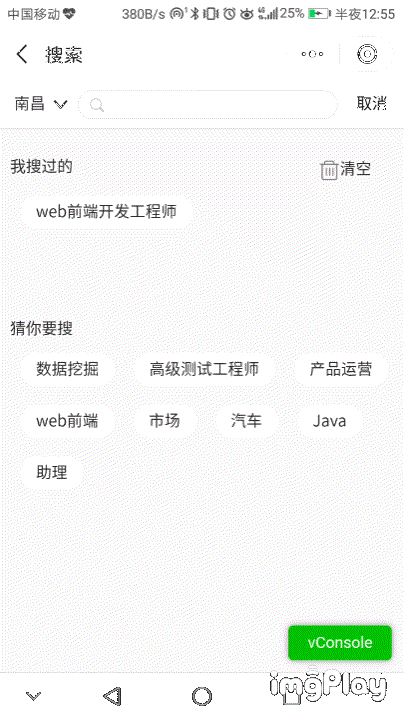 中国移动 380B/s 25% 半夜12:55
搜索
南昌 取消
我搜过的 清空
web前端开发工程师
猜你要搜
数据挖掘 高级测试工程师 产品运营
web前端 市场 汽车 Java
助理
vConsole
imgPlay